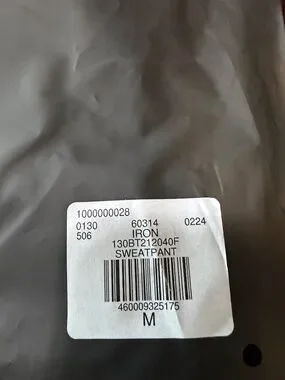 1000000028
0130 60314 0224
506 IRON
130BT212040F
SWEATPANT
460009325175
M